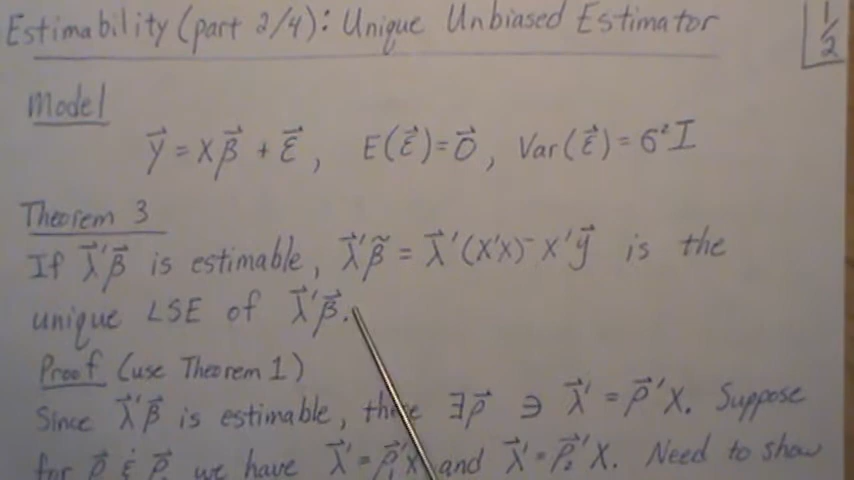 Estimability (part 2/4): Unique Unbiased Estimator
1/2
Model
y⃗ = Xβ⃗ + ε⃗ , E(ε⃗)=0⃗ , Var(ε⃗)=σ²I
Theorem 3
If λ⃗'β⃗ is estimable, λ⃗'β̃ = λ⃗'(X'X)⁻X'y⃗ is the
unique LSE of λ⃗'β⃗.
Proof (use Theorem 1)
Since λ⃗'β⃗ is estimable, ∃ρ⃗ ∋ λ⃗' = ρ⃗'X. Suppose
for ρ⃗ & ρ⃗ we have λ⃗' = ρ⃗₁'X and λ⃗' = ρ⃗₂'X. Need to show